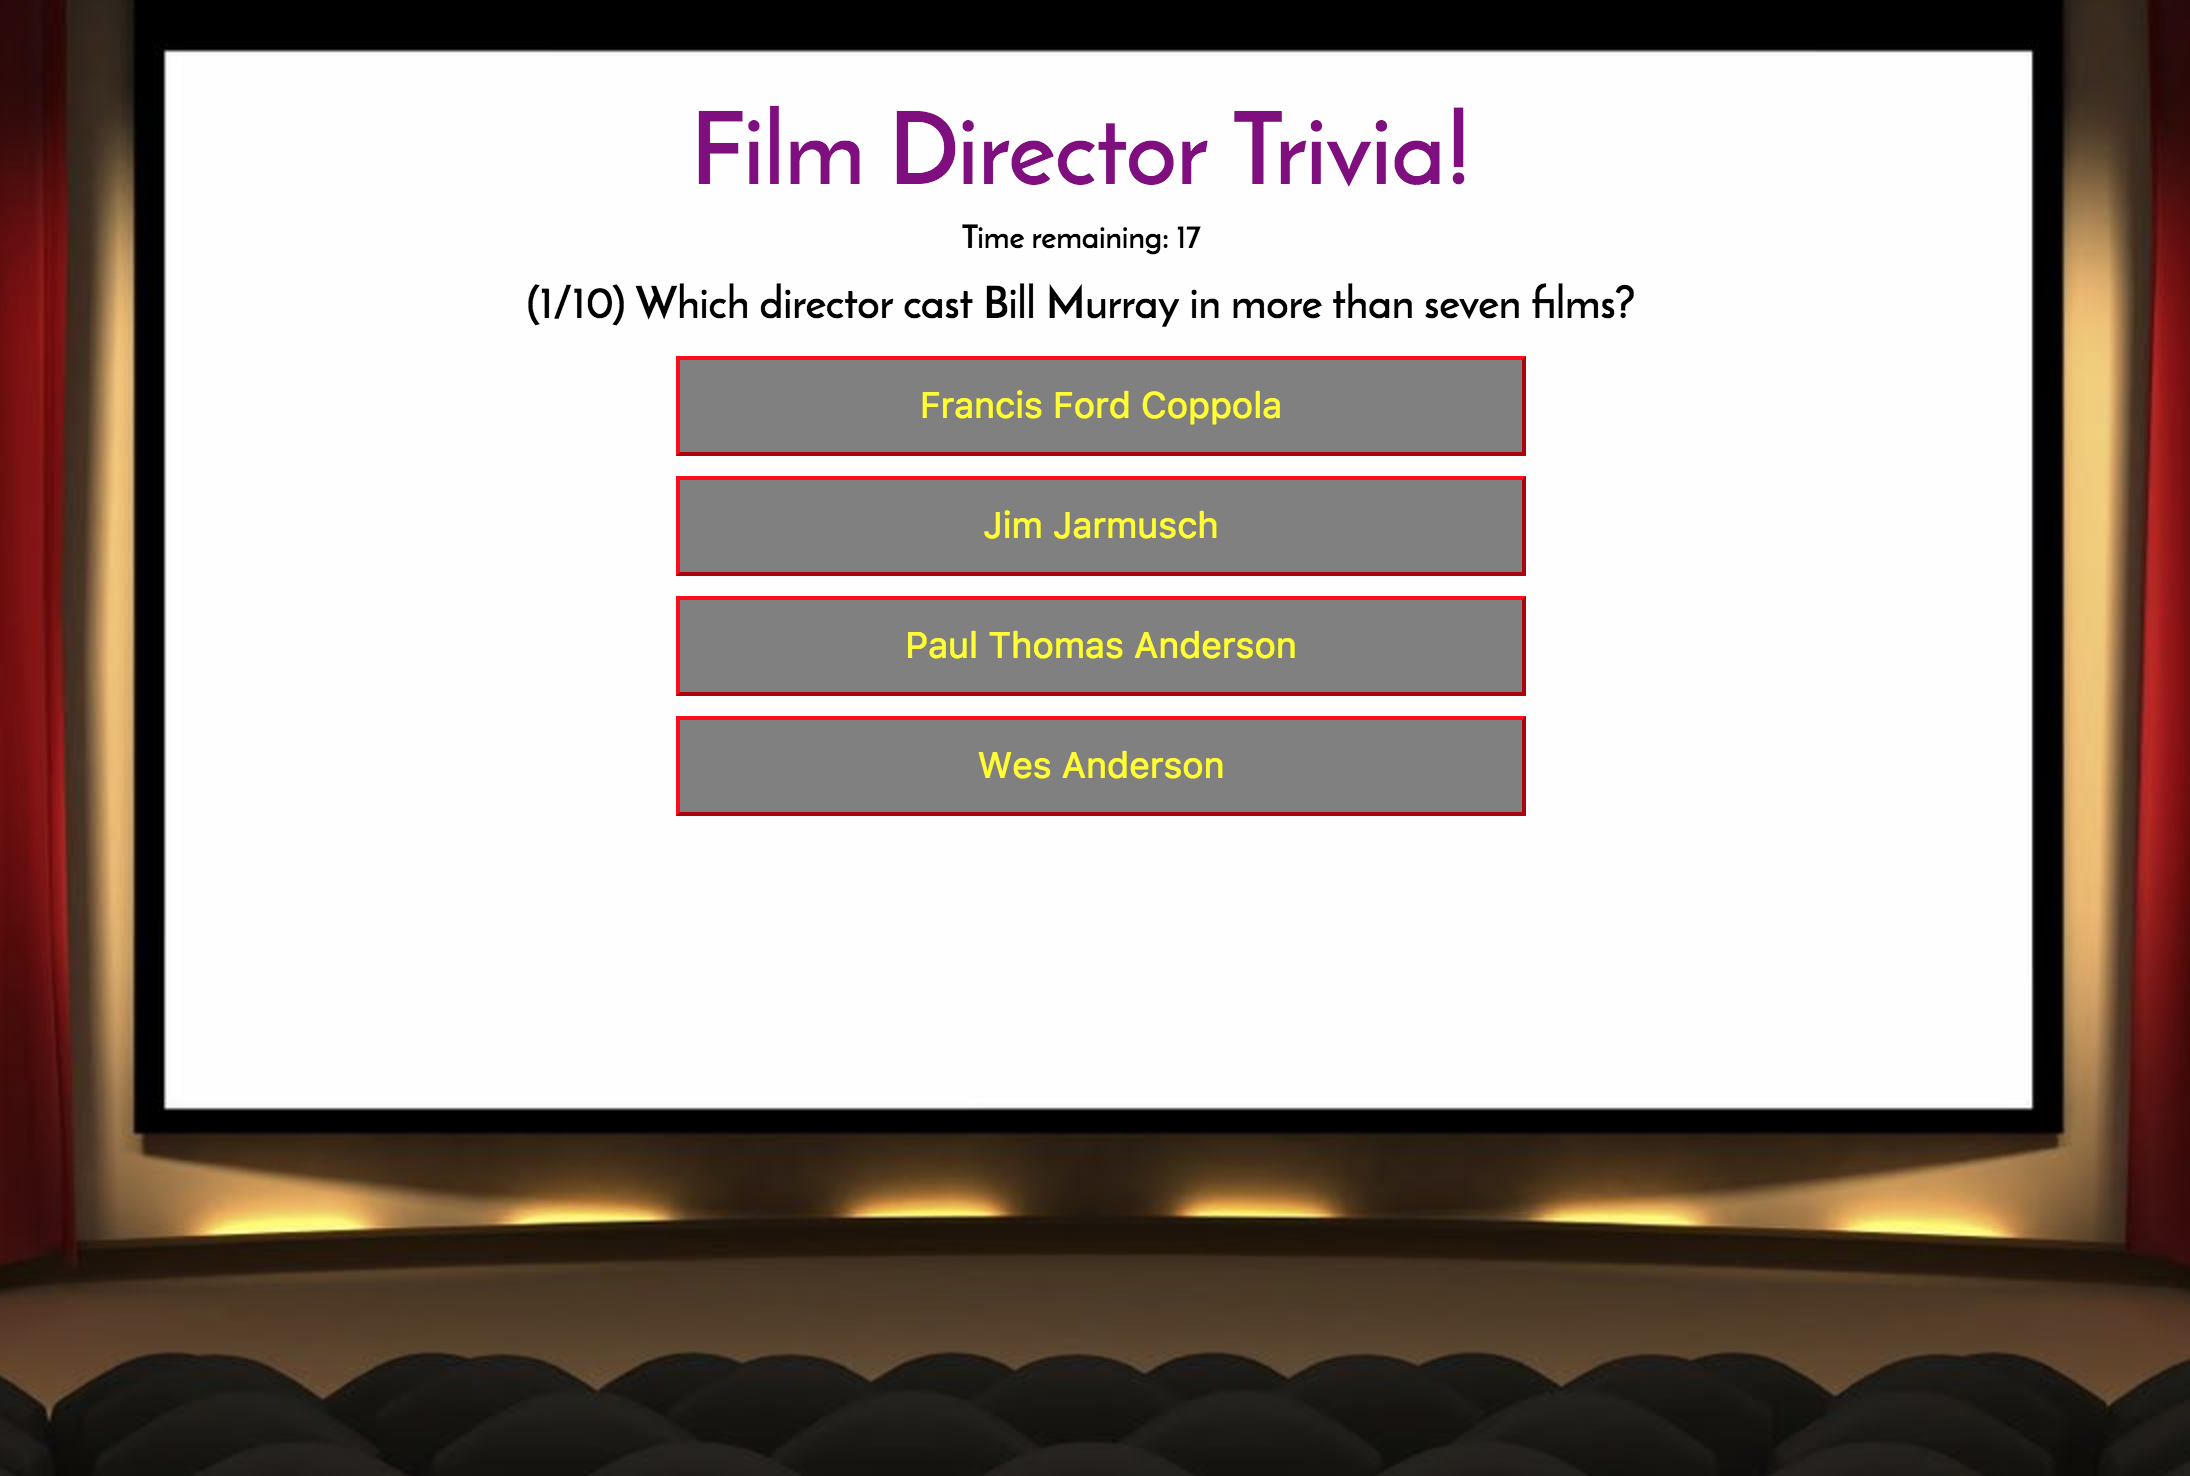 Film Director Trivia!
Time remaining: 17
(1/10) Which director cast Bill Murray in more than seven films?
Francis Ford Coppola
Jim Jarmusch
Paul Thomas Anderson
Wes Anderson